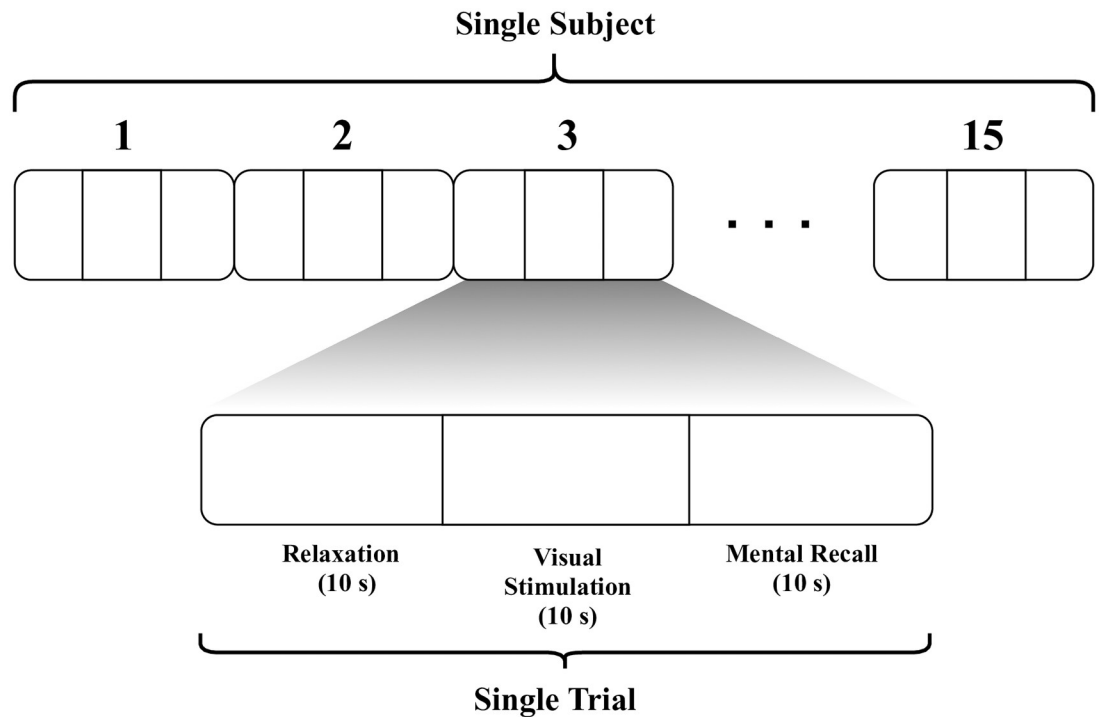 Single Subject
1 2 3 . . . 15
Relaxation
(10 s)
Visual
Stimulation
(10 s)
Mental Recall
(10 s)
Single Trial